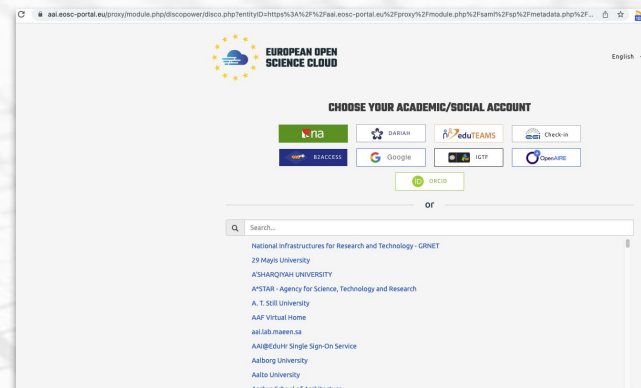 aai.eosc-portal.eu/proxy/module.php/discopower/disco.php?entityID=https%3A%2F%2Faai.eosc-portal.eu%2Fproxy%2Fmodule.php%2Fsaml%2Fsp%2Fmetadata.php%2F...
EUROPEAN OPEN
SCIENCE CLOUD
English
CHOOSE YOUR ACADEMIC/SOCIAL ACCOUNT
na DARIAH eduTEAMS Check-in
B2ACCESS Google IGTF OpenAIRE
iD ORCID
or
Search...
National Infrastructures for Research and Technology - GRNET
29 Mayis University
A'SHARQIYAH UNIVERSITY
A*STAR - Agency for Science, Technology and Research
A. T. Still University
AAF Virtual Home
aai.lab.maeen.sa
AAI@EduHr Single Sign-On Service
Aalborg University
Aalto University